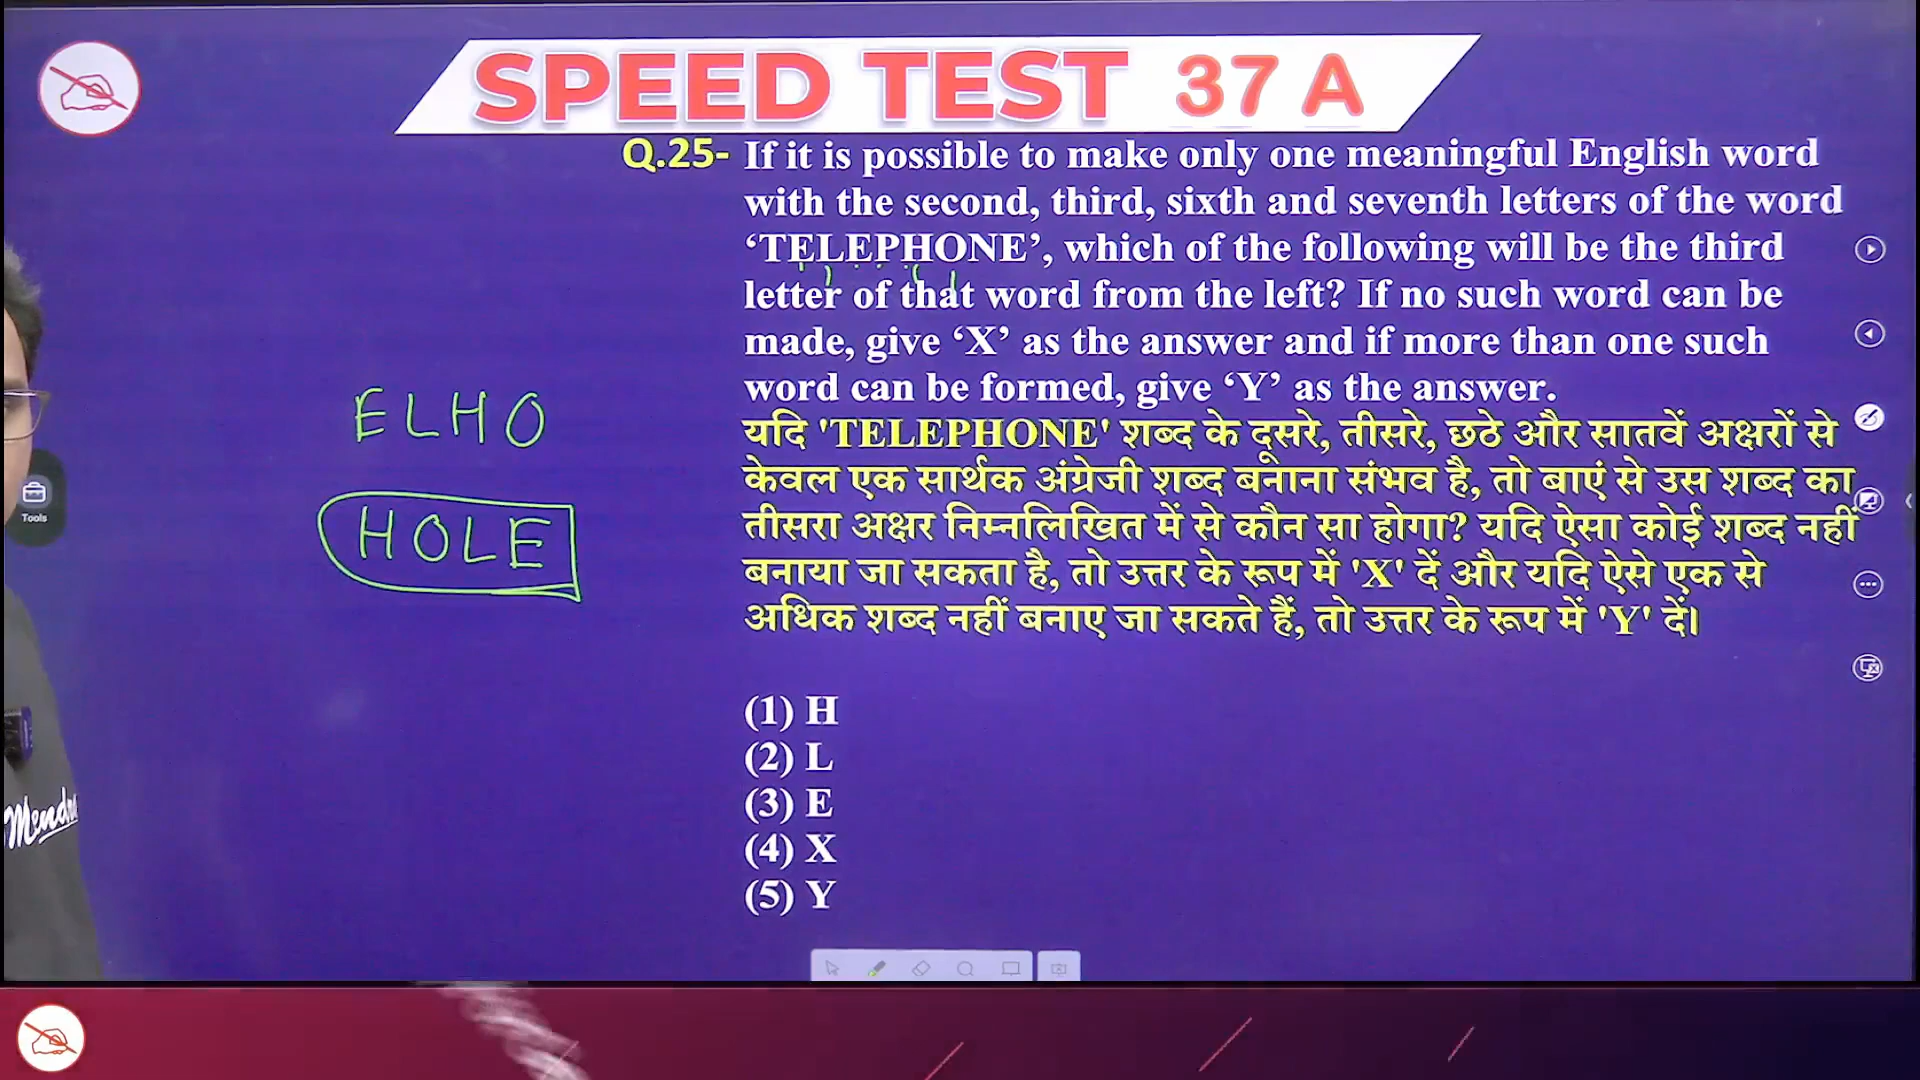 SPEED TEST 37 A
Q.25- If it is possible to make only one meaningful English word
with the second, third, sixth and seventh letters of the word
‘TELEPHONE’, which of the following will be the third
letter of that word from the left? If no such word can be
made, give ‘X’ as the answer and if more than one such
word can be formed, give ‘Y’ as the answer.
यदि 'TELEPHONE' शब्द के दूसरे, तीसरे, छठे और सातवें अक्षरों से
केवल एक सार्थक अंग्रेजी शब्द बनाना संभव है, तो बाएं से उस शब्द का
तीसरा अक्षर निम्नलिखित में से कौन सा होगा? यदि ऐसा कोई शब्द नहीं
बनाया जा सकता है, तो उत्तर के रूप में 'X' दें और यदि ऐसे एक से
अधिक शब्द नहीं बनाए जा सकते हैं, तो उत्तर के रूप में 'Y' दें।
ELHO
HOLE
Tools
(1) H
(2) L
(3) E
(4) X
(5) Y